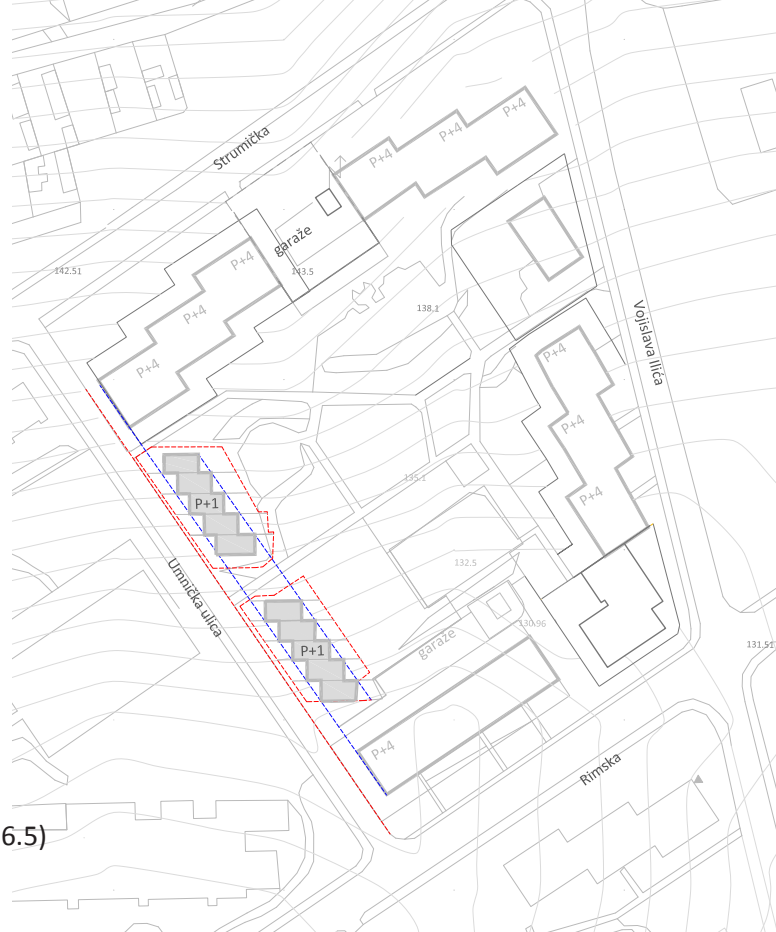 P+4
P+4
P+4
Strumička
garaže
P+4
142.51
143.5
138.1
P+4
Vojislava Ilića
P+4
P+4
P+4
135.1
P+4
P+1
132.5
Umnička ulica
130.96
garaže
131.51
P+1
P+4
Rimska
6.5)